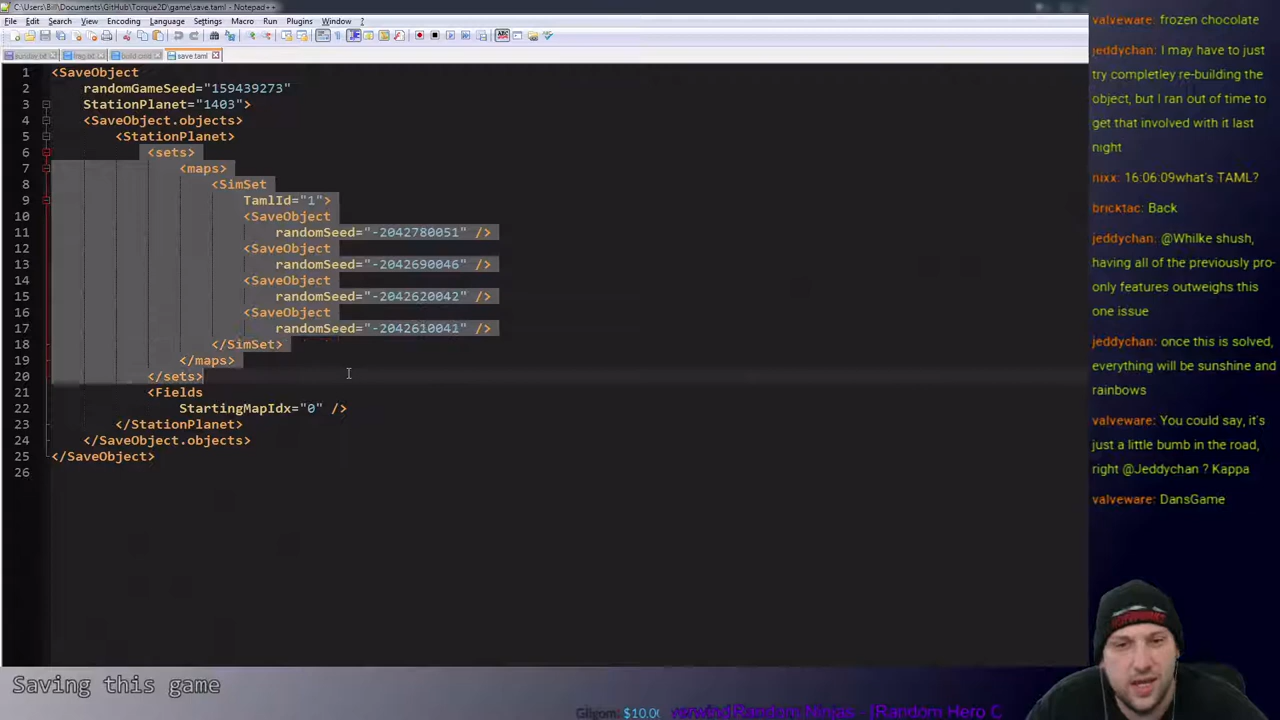 C:\Users\Bill\Documents\GitHub\Torque2D\game\save.taml - Notepad++
File Edit Search View Encoding Language Settings Macro Run Plugins Window ?
save.taml
1 <SaveObject
2 randomGameSeed="159439273"
3 StationPlanet="1403">
4 <SaveObject.objects>
5 <StationPlanet>
6 <sets>
7 <maps>
8 <SimSet
9 TamlId="1">
10 <SaveObject
11 randomSeed="-2042780051" />
12 <SaveObject
13 randomSeed="-2042690046" />
14 <SaveObject
15 randomSeed="-2042620042" />
16 <SaveObject
17 randomSeed="-2042610041" />
18 </SimSet>
19 </maps>
20 </sets>
21 <Fields
22 StartingMapIdx="0" />
23 </StationPlanet>
24 </SaveObject.objects>
25 </SaveObject>
26
valveware: frozen chocolate
jeddychan: I may have to just
try completley re-building the
object, but I ran out of time to
get that involved with it last
night
nixx: 16:06:09what's TAML?
bricktac: Back
jeddychan: @Whilke shush,
having all of the previously pro-
only features outweighs this
one issue
jeddychan: once this is solved,
everything will be sunshine and
rainbows
valveware: You could say, it's
just a little bumb in the road,
right @Jeddychan ? Kappa
valveware: DansGame
Saving this game
Gilgom: $10.00
verwind]Random Ninjas - [Random Hero C